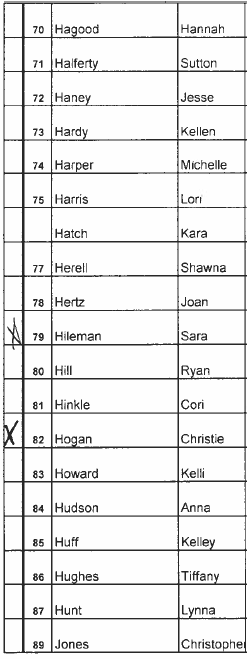 70 Hagood Hannah
71 Halferty Sutton
72 Haney Jesse
73 Hardy Kellen
74 Harper Michelle
75 Harris Lori
Hatch Kara
77 Herell Shawna
78 Hertz Joan
79 Hileman Sara
80 Hill Ryan
81 Hinkle Cori
X 82 Hogan Christie
83 Howard Kelli
84 Hudson Anna
85 Huff Kelley
86 Hughes Tiffany
87 Hunt Lynna
89 Jones Christopher